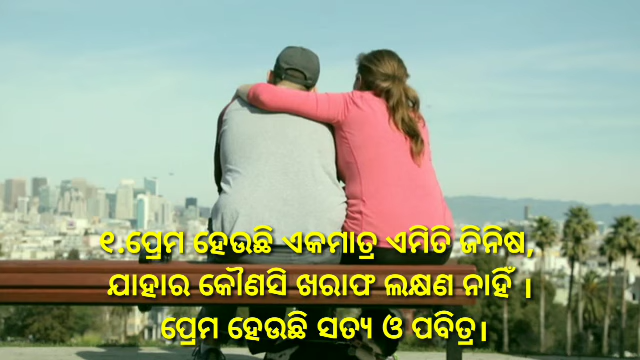 ୧.ପ୍ରେମ ହେଉଛି ଏକମାତ୍ର ଏମିତି ଜିନିଷ,
ଯାହାର କୌଣସି ଖରାଫ ଲକ୍ଷଣ ନାହିଁ ।
ପ୍ରେମ ହେଉଛି ସତ୍ୟ ଓ ପବିତ୍ର।